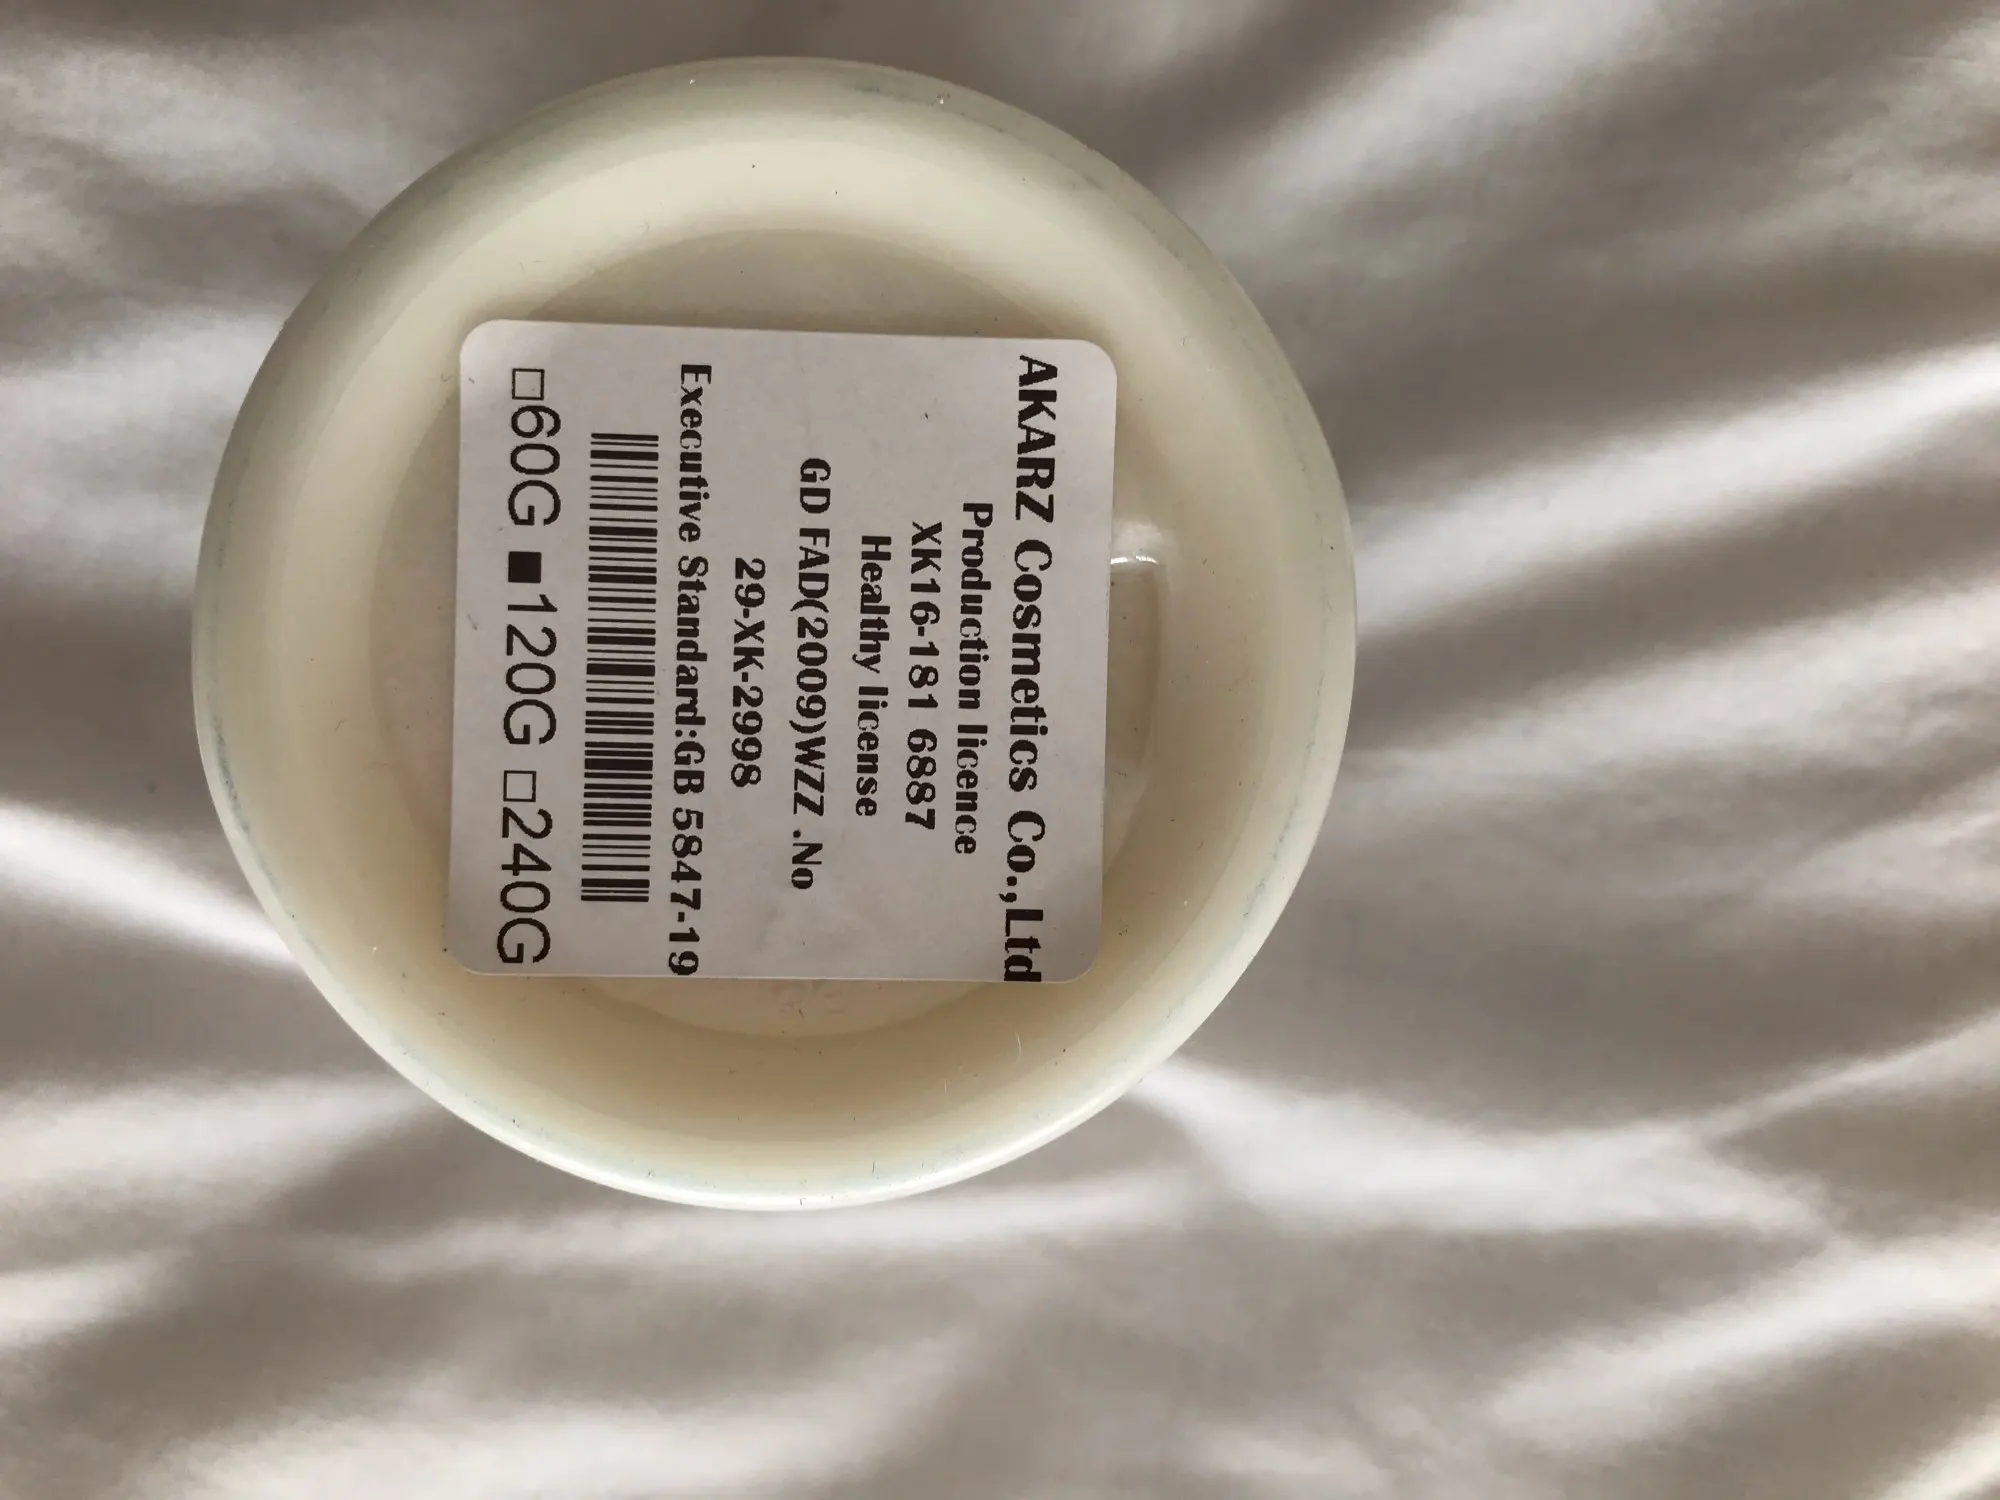 AKARZ Cosmetics Co.,Ltd
Production licence
XK16-181 6887
Healthy license
GD FAD(2009)WZZ .No
29-XK-2998
Executive Standard:GB 5847-19
□60G ■120G □240G